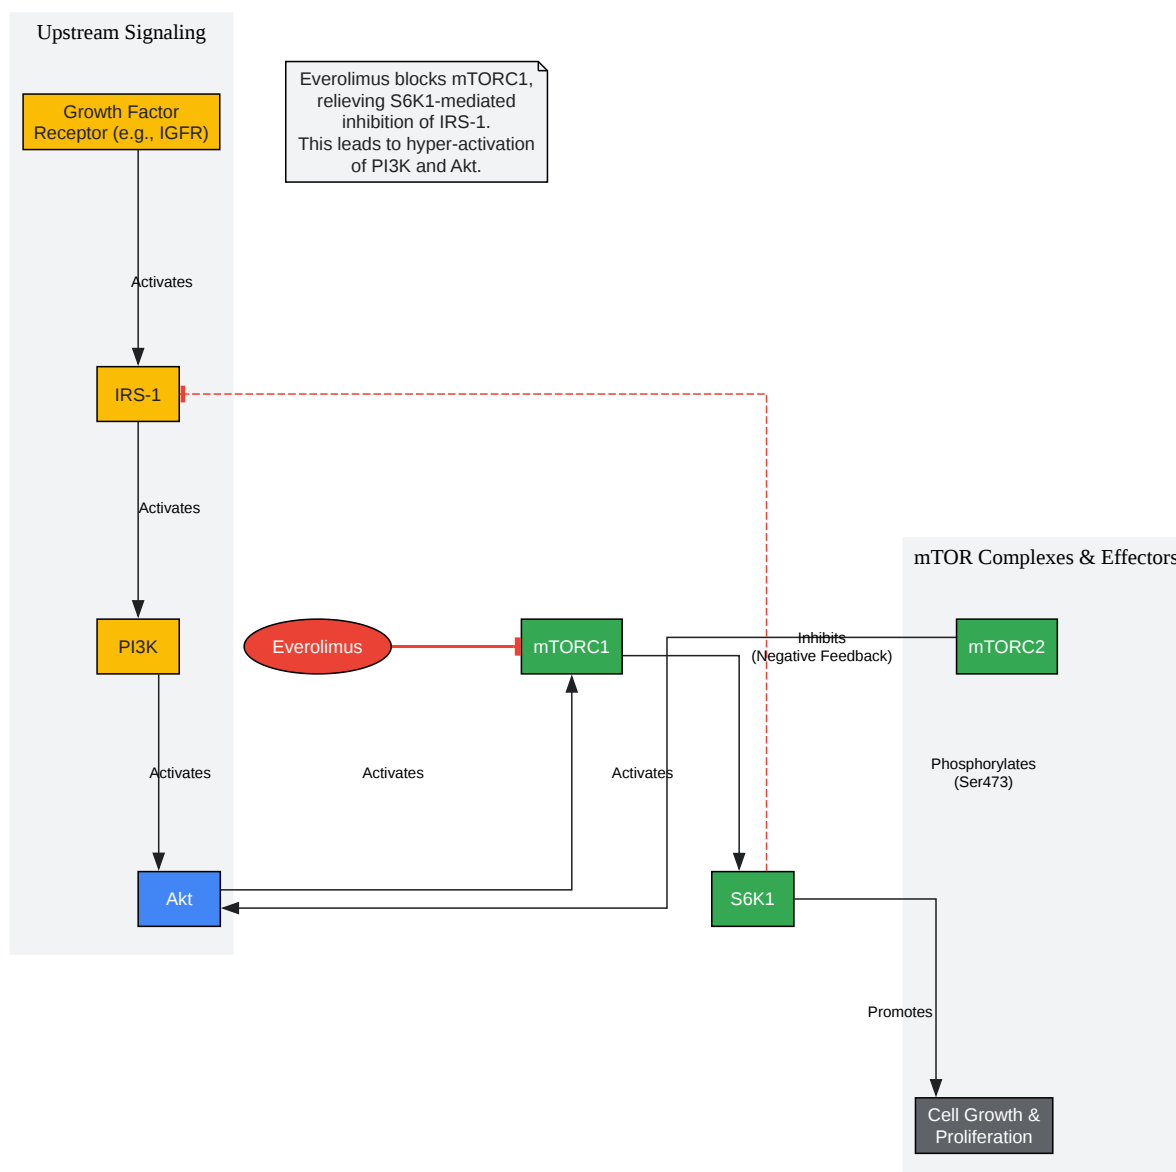 Upstream Signaling
Everolimus blocks mTORC1,
relieving S6K1-mediated
inhibition of IRS-1.
This leads to hyper-activation
of PI3K and Akt.
Growth Factor
Receptor (e.g., IGFR)
Activates
IRS-1
Activates
mTOR Complexes & Effectors
PI3K
Everolimus
mTORC1
Inhibits
(Negative Feedback)
mTORC2
Activates
Activates
Activates
Phosphorylates
(Ser473)
Akt
S6K1
Promotes
Cell Growth &
Proliferation